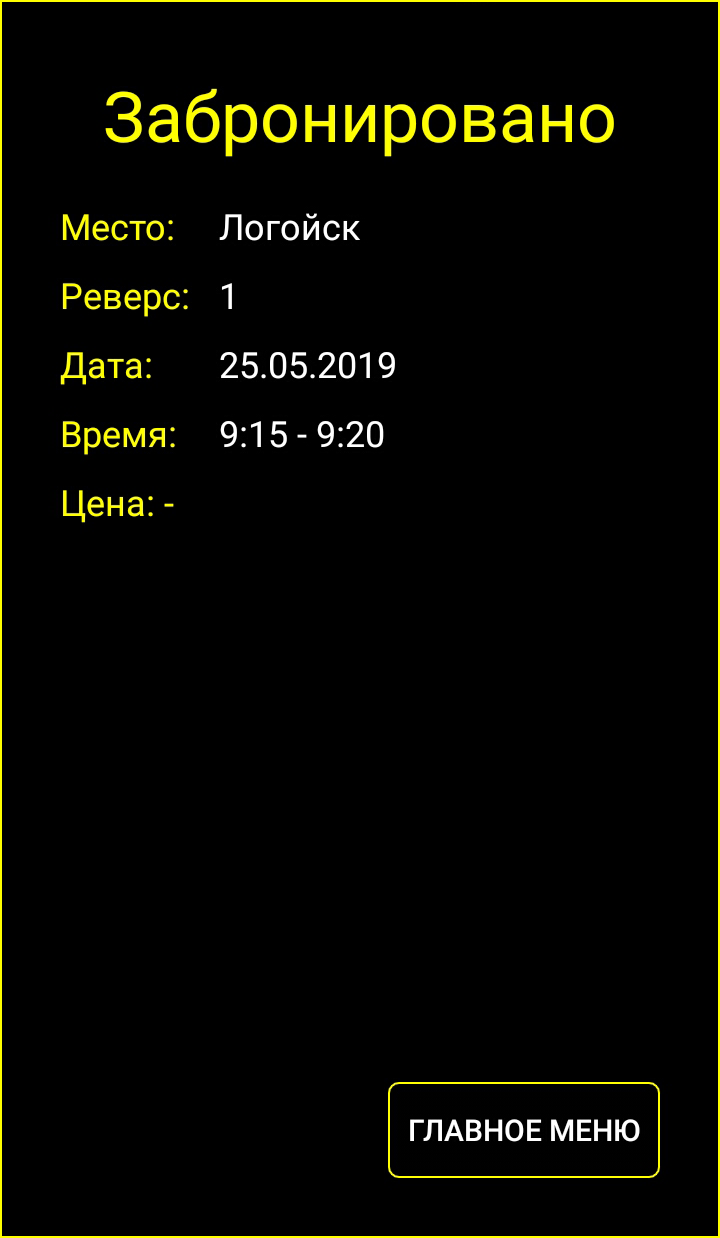 Забронировано
Место: Логойск
Реверс: 1
Дата: 25.05.2019
Время: 9:15 - 9:20
Цена: -
ГЛАВНОЕ МЕНЮ